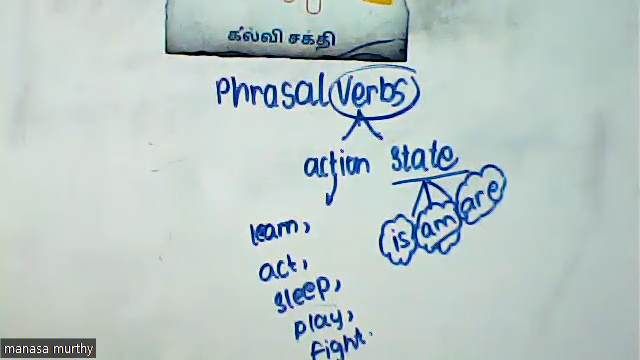 கல்வி சக்தி
Phrasal Verbs
action state
is am are
learn,
act,
sleep,
play,
fight.
manasa murthy